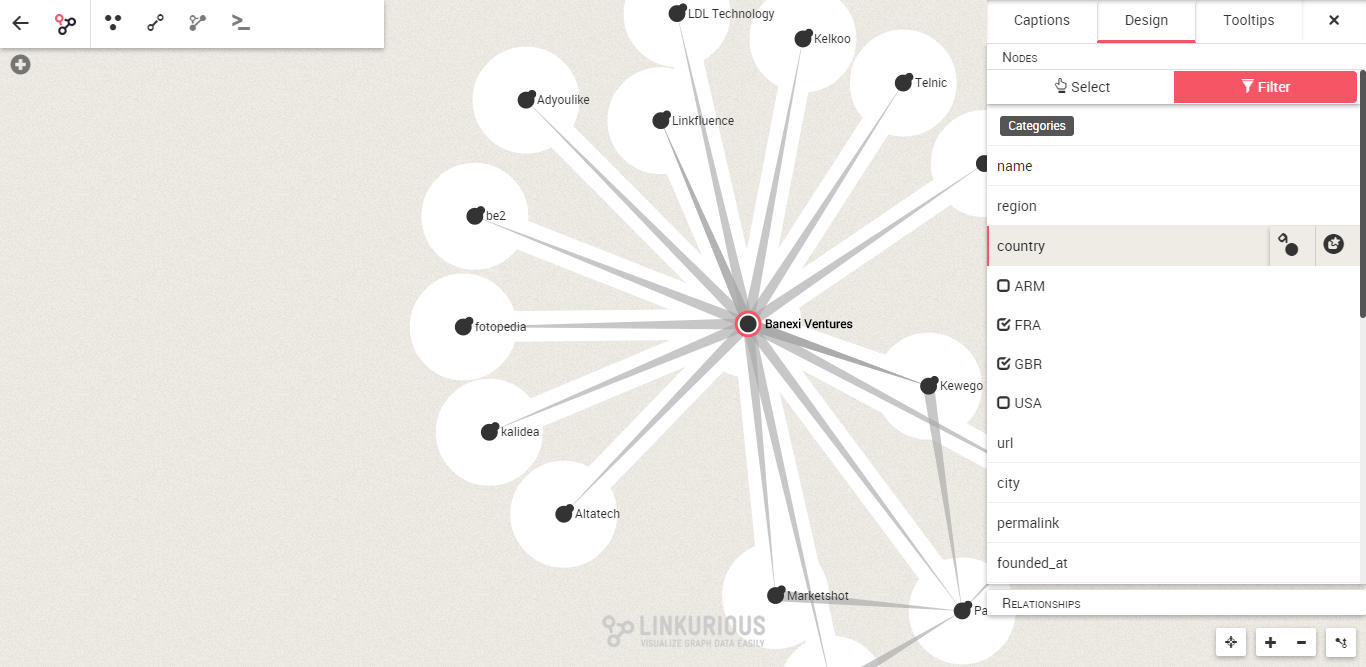 Captions
Design
Tooltips
NODES
Select
Filter
Categories
name
region
country
ARM
FRA
GBR
USA
url
city
permalink
founded_at
RELATIONSHIPS
LDL Technology
Kelkoo
Telnic
Adyoulike
Linkfluence
be2
Banexi Ventures
fotopedia
Kewego
kalidea
Altatech
Marketshot
Pa
LINKURIOUS
VISUALIZE GRAPH DATA EASILY